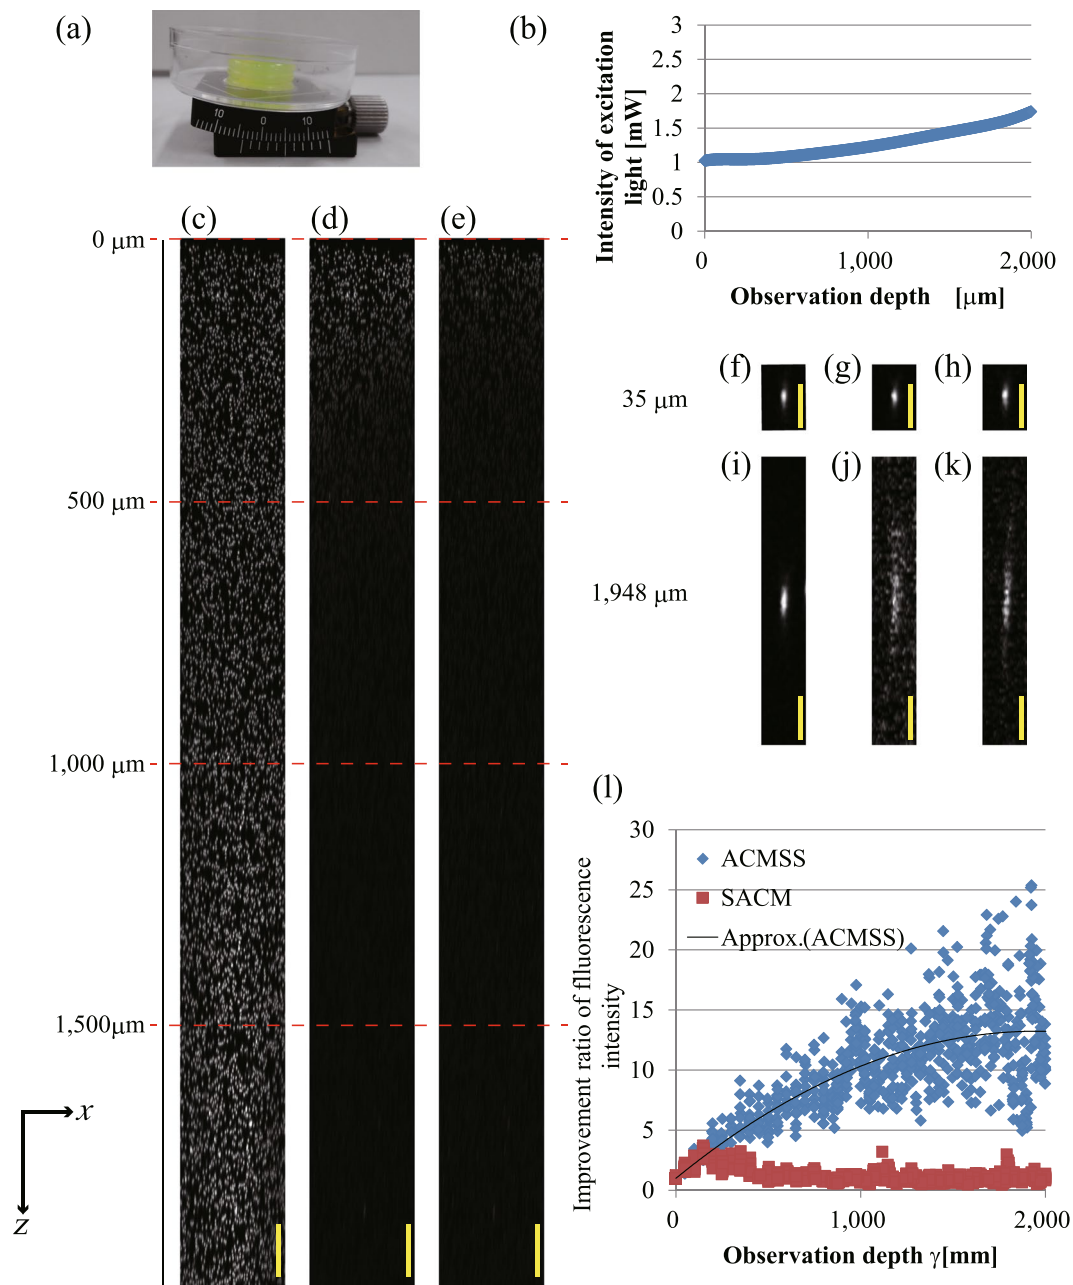 (a)
10 0 10
(b)
3
2.5
2
1.5
1
0.5
0
Intensity of excitation
light [mW]
0 1,000 2,000
Observation depth [μm]
(c) (d) (e)
0 μm
500 μm
1,000 μm
1,500μm
x
z
(f) (g) (h)
35 μm
(i) (j) (k)
1,948 μm
(l)
30
25
20
15
10
5
0
Improvement ratio of flluorescence
intensity
ACMSS
SACM
Approx.(ACMSS)
0 1,000 2,000
Observation depth γ[mm]